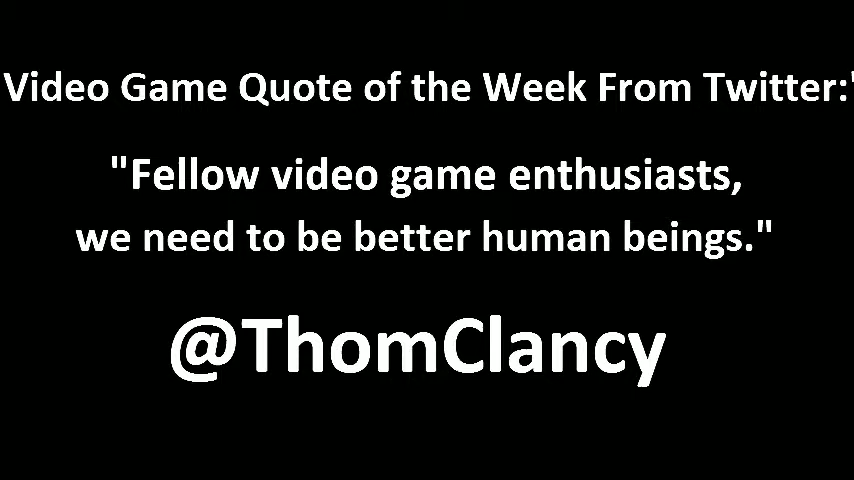 Video Game Quote of the Week From Twitter:"
"Fellow video game enthusiasts,
we need to be better human beings."
@ThomClancy